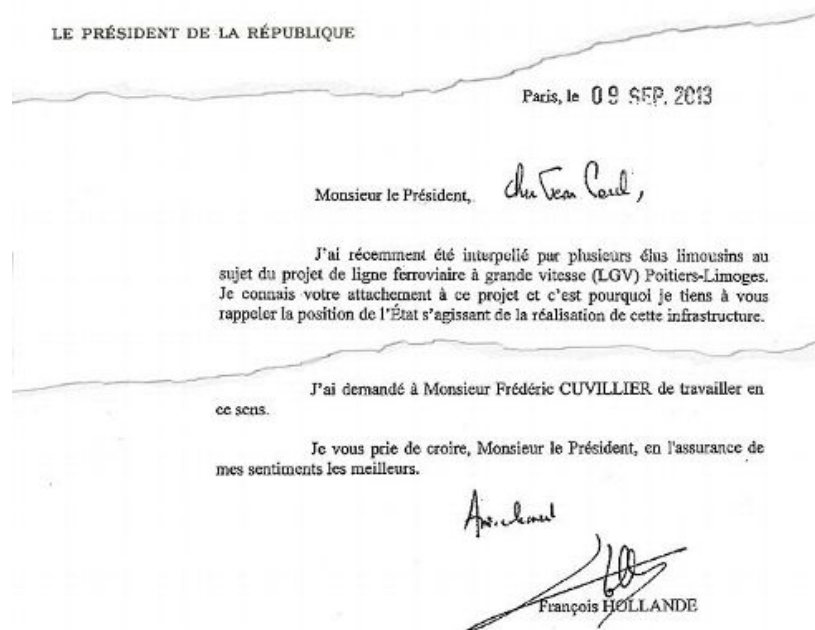 LE PRÉSIDENT DE LA RÉPUBLIQUE
Paris, le 09 SEP. 2013
Monsieur le Président, Cher Jean Paul,
J'ai récemment été interpellé par plusieurs élus limousins au
sujet du projet de ligne ferroviaire à grande vitesse (LGV) Poitiers-Limoges.
Je connais votre attachement à ce projet et c'est pourquoi je tiens à vous
rappeler la position de l'État s'agissant de la réalisation de cette infrastructure.
J'ai demandé à Monsieur Frédéric CUVILLIER de travailler en
ce sens.
Je vous prie de croire, Monsieur le Président, en l'assurance de
mes sentiments les meilleurs.
Amicalement
François HOLLANDE